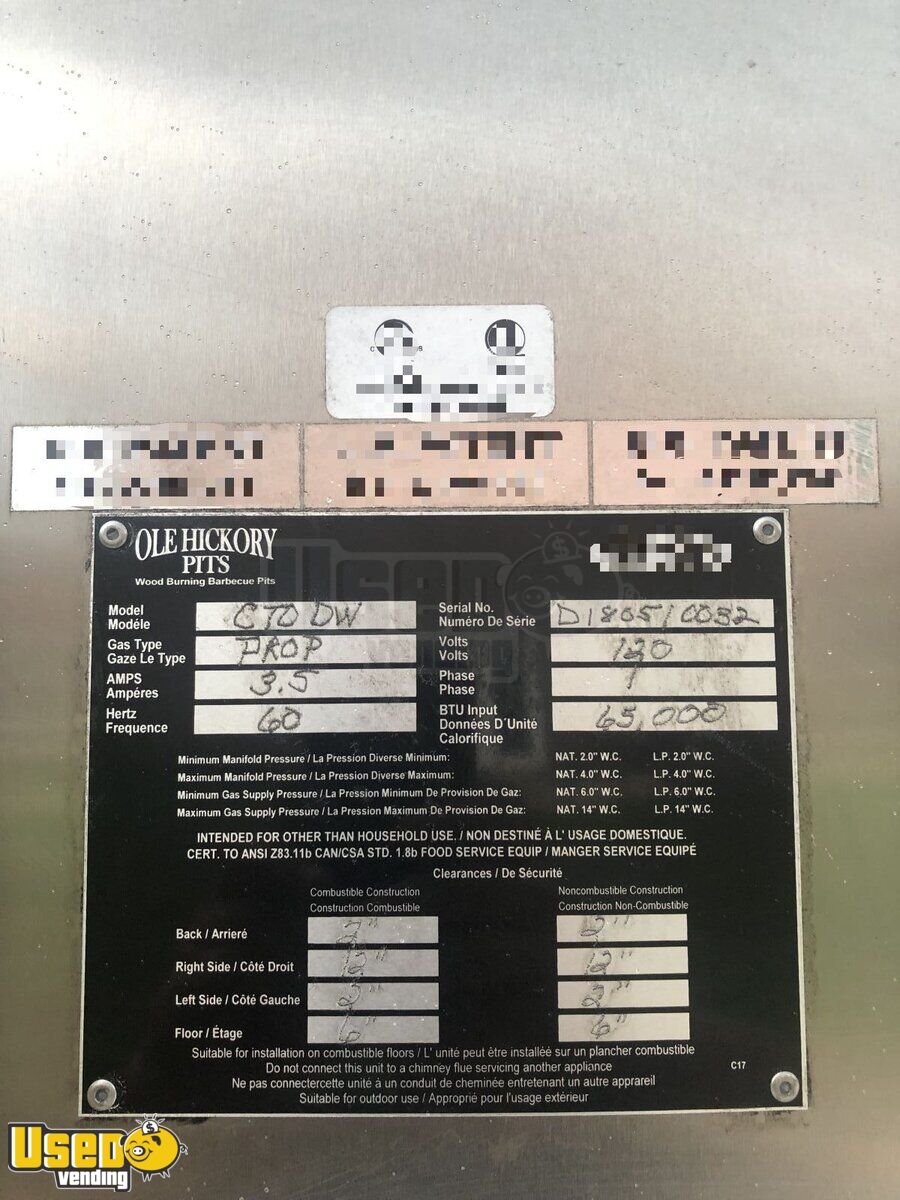 OLE HICKORY
PITS
Wood Burning Barbecue Pits
Model
Modéle
CTO DW
Serial No.
Numéro De Série
D18051 0032
Gas Type
Gaze Le Type
PROP
Volts
Volts
120
AMPS
Ampéres
3.5
Phase
Phase
1
Hertz
Frequence
60
BTU Input
Données D´Unité
Calorifique
65,000
Minimum Manifold Pressure / La Pression Diverse Minimum: NAT. 2.0" W.C. L.P. 2.0" W.C.
Maximum Manifold Pressure / La Pression Diverse Maximum: NAT. 4.0" W.C. L.P. 4.0" W.C.
Minimum Gas Supply Pressure / La Pression Minimum De Provision De Gaz: NAT. 6.0" W.C. L.P. 6.0" W.C.
Maximum Gas Supply Pressure / La Pression Maximum De Provision De Gaz: NAT. 14" W.C. L.P. 14" W.C.
INTENDED FOR OTHER THAN HOUSEHOLD USE. / NON DESTINÉ À L' USAGE DOMESTIQUE.
CERT. TO ANSI Z83.11b CAN/CSA STD. 1.8b FOOD SERVICE EQUIP / MANGER SERVICE EQUIPÉ
Clearances / De Sécurité
Combustible Construction
Construction Combustible
Noncombustible Construction
Construction Non-Combustible
Back / Arrieré 2" 2"
Right Side / Côté Droit 12" 12"
Left Side / Côté Gauche 2" 2"
Floor / Étage 6" 6"
Suitable for installation on combustible floors / L' unité peut être installéé sur un plancher combustible
Do not connect this unit to a chimney flue servicing another appliance
C17
Ne pas connectercette unité à un conduit de cheminée entretenant un autre apprareil
Suitable for outdoor use / Approprié pour l'usage extérieur
USED
vending